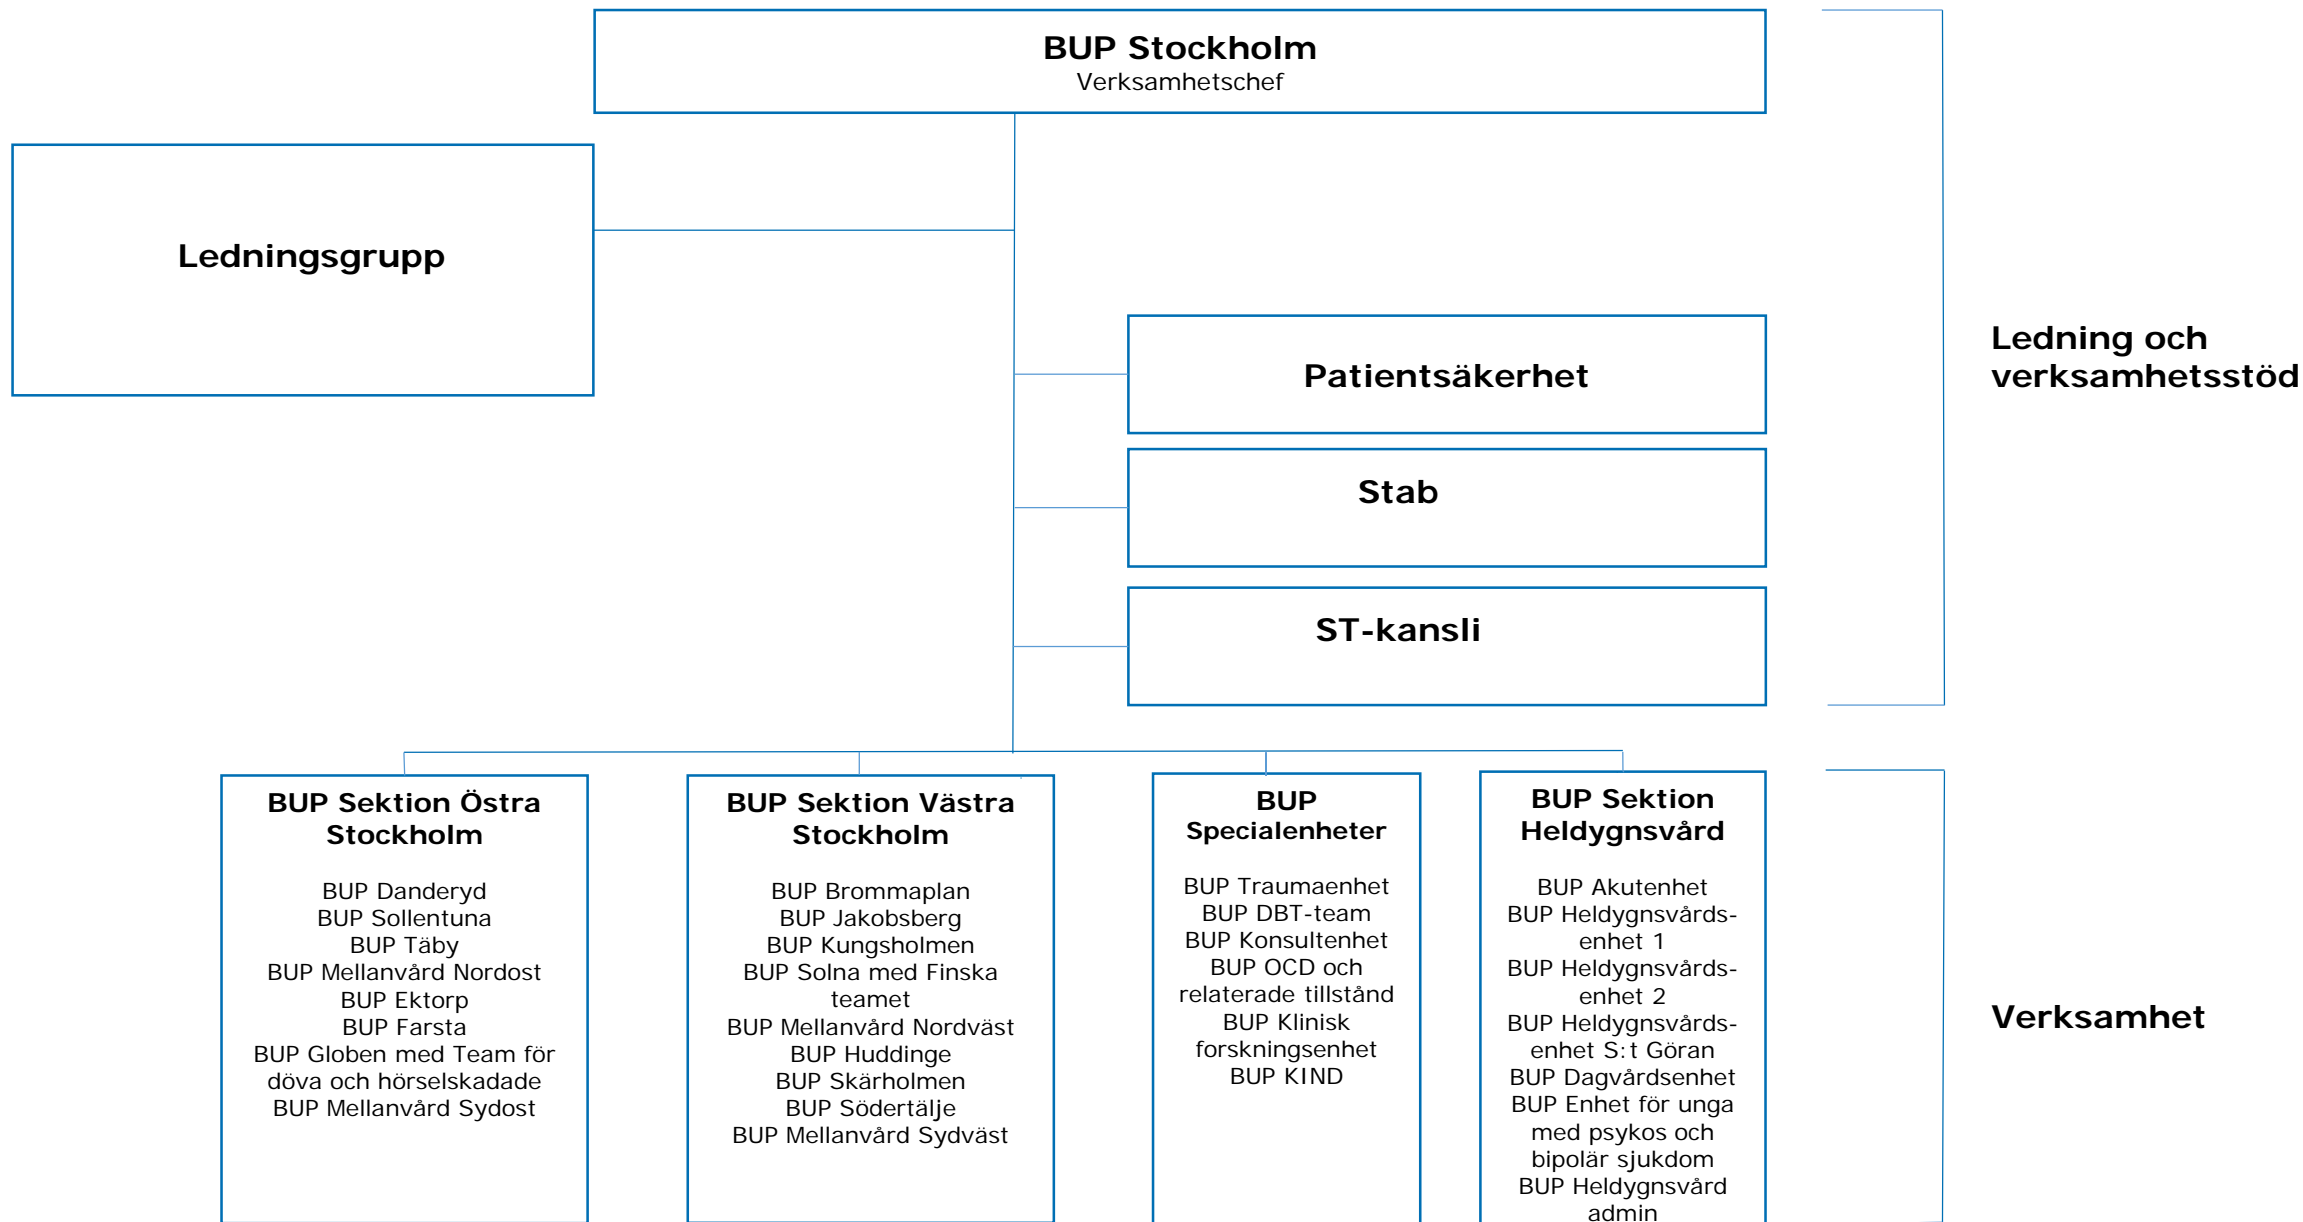 BUP Stockholm
Verksamhetschef
Ledningsgrupp
Patientsäkerhet
Stab
ST-kansli
Ledning och
verksamhetsstöd
BUP Sektion Östra
Stockholm
BUP Danderyd
BUP Sollentuna
BUP Täby
BUP Mellanvård Nordost
BUP Ektorp
BUP Farsta
BUP Globen med Team för
döva och hörselskadade
BUP Mellanvård Sydost
BUP Sektion Västra
Stockholm
BUP Brommaplan
BUP Jakobsberg
BUP Kungsholmen
BUP Solna med Finska
teamet
BUP Mellanvård Nordväst
BUP Huddinge
BUP Skärholmen
BUP Södertälje
BUP Mellanvård Sydväst
BUP
Specialenheter
BUP Traumaenhet
BUP DBT-team
BUP Konsultenhet
BUP OCD och
relaterade tillstånd
BUP Klinisk
forskningsenhet
BUP KIND
BUP Sektion
Heldygnsvård
BUP Akutenhet
BUP Heldygnsvårds-
enhet 1
BUP Heldygnsvårds-
enhet 2
BUP Heldygnsvårds-
enhet S:t Göran
BUP Dagvårdsenhet
BUP Enhet för unga
med psykos och
bipolär sjukdom
BUP Heldygnsvård
admin
Verksamhet